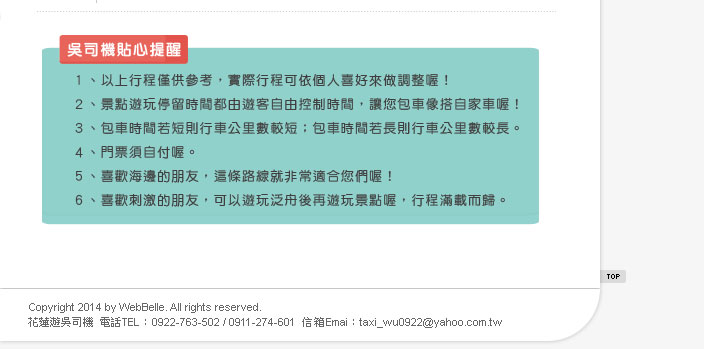 吳司機貼心提醒
1、以上行程僅供參考，實際行程可依個人喜好來做調整喔！
2、景點遊玩停留時間都由遊客自由控制時間，讓您包車像搭自家車喔！
3、包車時間若短則行車公里數較短；包車時間若長則行車公里數較長。
4、門票須自付喔。
5、喜歡海邊的朋友，這條路線就非常適合您們喔！
6、喜歡刺激的朋友，可以遊玩泛舟後再遊玩景點喔，行程滿載而歸。
TOP
Copyright 2014 by WebBelle. All rights reserved.
花蓮遊吳司機 電話TEL：0922-763-502 / 0911-274-601 信箱Emai：taxi_wu0922@yahoo.com.tw